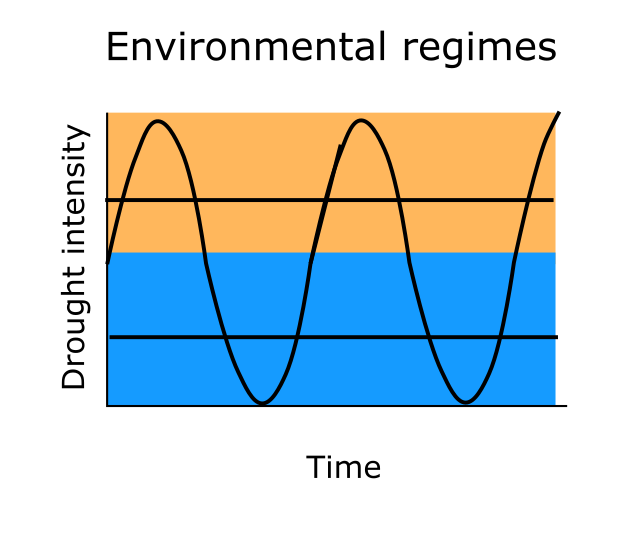 Environmental regimes
Drought intensity
Time